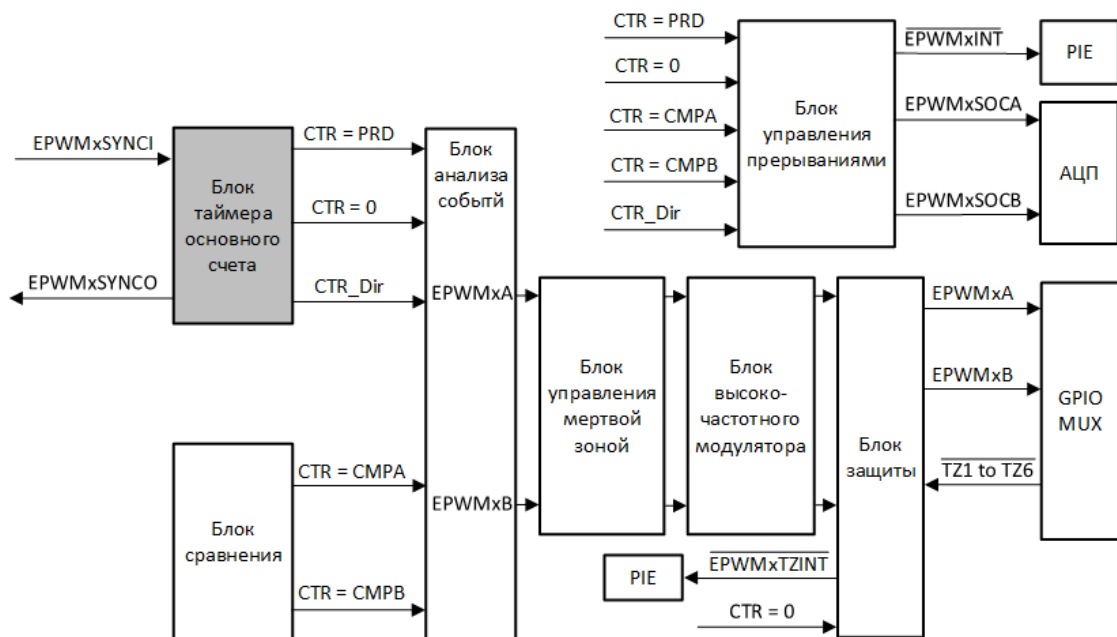 EPWMxSYNCI
EPWMxSYNCO
Блок
таймера
основного
счета
CTR = PRD
CTR = 0
CTR_Dir
Блок
сравнения
CTR = CMPA
CTR = CMPB
Блок
анализа
событй
EPWMxA
EPWMxB
Блок
управления
мертвой
зоной
Блок
высоко-
частотного
модулятора
Блок
защиты
EPWMxA
EPWMxB
TZ1 to TZ6
GPIO
MUX
EPWMxTZINT
PIE
CTR = 0
CTR = PRD
CTR = 0
CTR = CMPA
CTR = CMPB
CTR_Dir
Блок
управления
прерываниями
EPWMxINT
EPWMxSOCA
EPWMxSOCB
PIE
АЦП